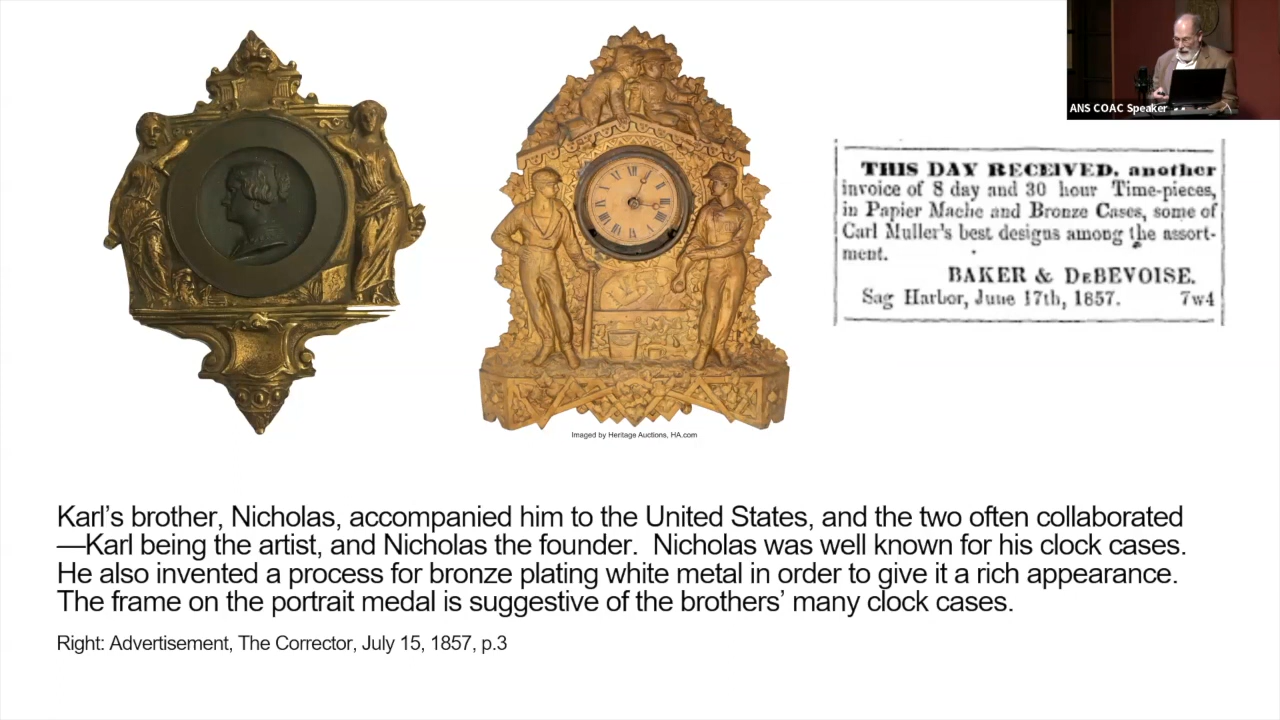 ANS COAC Speaker
THIS DAY RECEIVED, another
invoice of 8 day and 30 hour Time-pieces,
in Papier Mache and Bronze Cases, some of
Carl Muller's best designs among the assort-
ment.
BAKER & DEBEVOISE.
Sag Harbor, June 17th, 1857. 7w4
Imaged by Heritage Auctions, HA.com
Karl’s brother, Nicholas, accompanied him to the United States, and the two often collaborated
—Karl being the artist, and Nicholas the founder. Nicholas was well known for his clock cases.
He also invented a process for bronze plating white metal in order to give it a rich appearance.
The frame on the portrait medal is suggestive of the brothers’ many clock cases.
Right: Advertisement, The Corrector, July 15, 1857, p.3